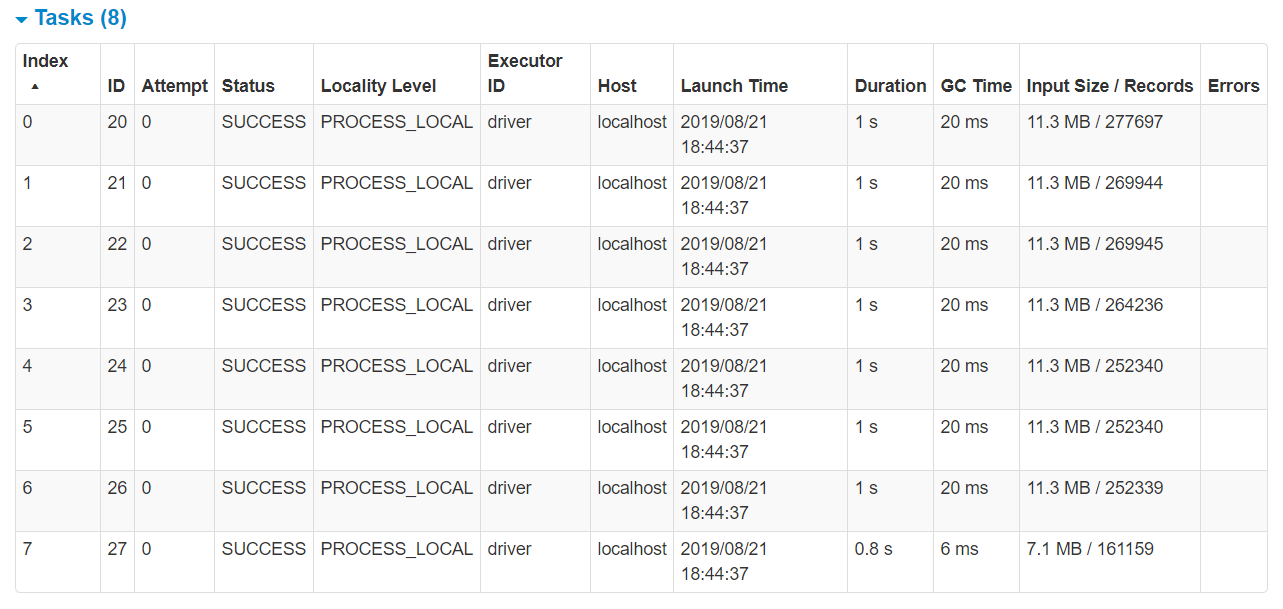 Tasks (8)
Index ID Attempt Status Locality Level Executor ID Host Launch Time Duration GC Time Input Size / Records Errors
0 20 0 SUCCESS PROCESS_LOCAL driver localhost 2019/08/21 18:44:37 1 s 20 ms 11.3 MB / 277697
1 21 0 SUCCESS PROCESS_LOCAL driver localhost 2019/08/21 18:44:37 1 s 20 ms 11.3 MB / 269944
2 22 0 SUCCESS PROCESS_LOCAL driver localhost 2019/08/21 18:44:37 1 s 20 ms 11.3 MB / 269945
3 23 0 SUCCESS PROCESS_LOCAL driver localhost 2019/08/21 18:44:37 1 s 20 ms 11.3 MB / 264236
4 24 0 SUCCESS PROCESS_LOCAL driver localhost 2019/08/21 18:44:37 1 s 20 ms 11.3 MB / 252340
5 25 0 SUCCESS PROCESS_LOCAL driver localhost 2019/08/21 18:44:37 1 s 20 ms 11.3 MB / 252340
6 26 0 SUCCESS PROCESS_LOCAL driver localhost 2019/08/21 18:44:37 1 s 20 ms 11.3 MB / 252339
7 27 0 SUCCESS PROCESS_LOCAL driver localhost 2019/08/21 18:44:37 0.8 s 6 ms 7.1 MB / 161159